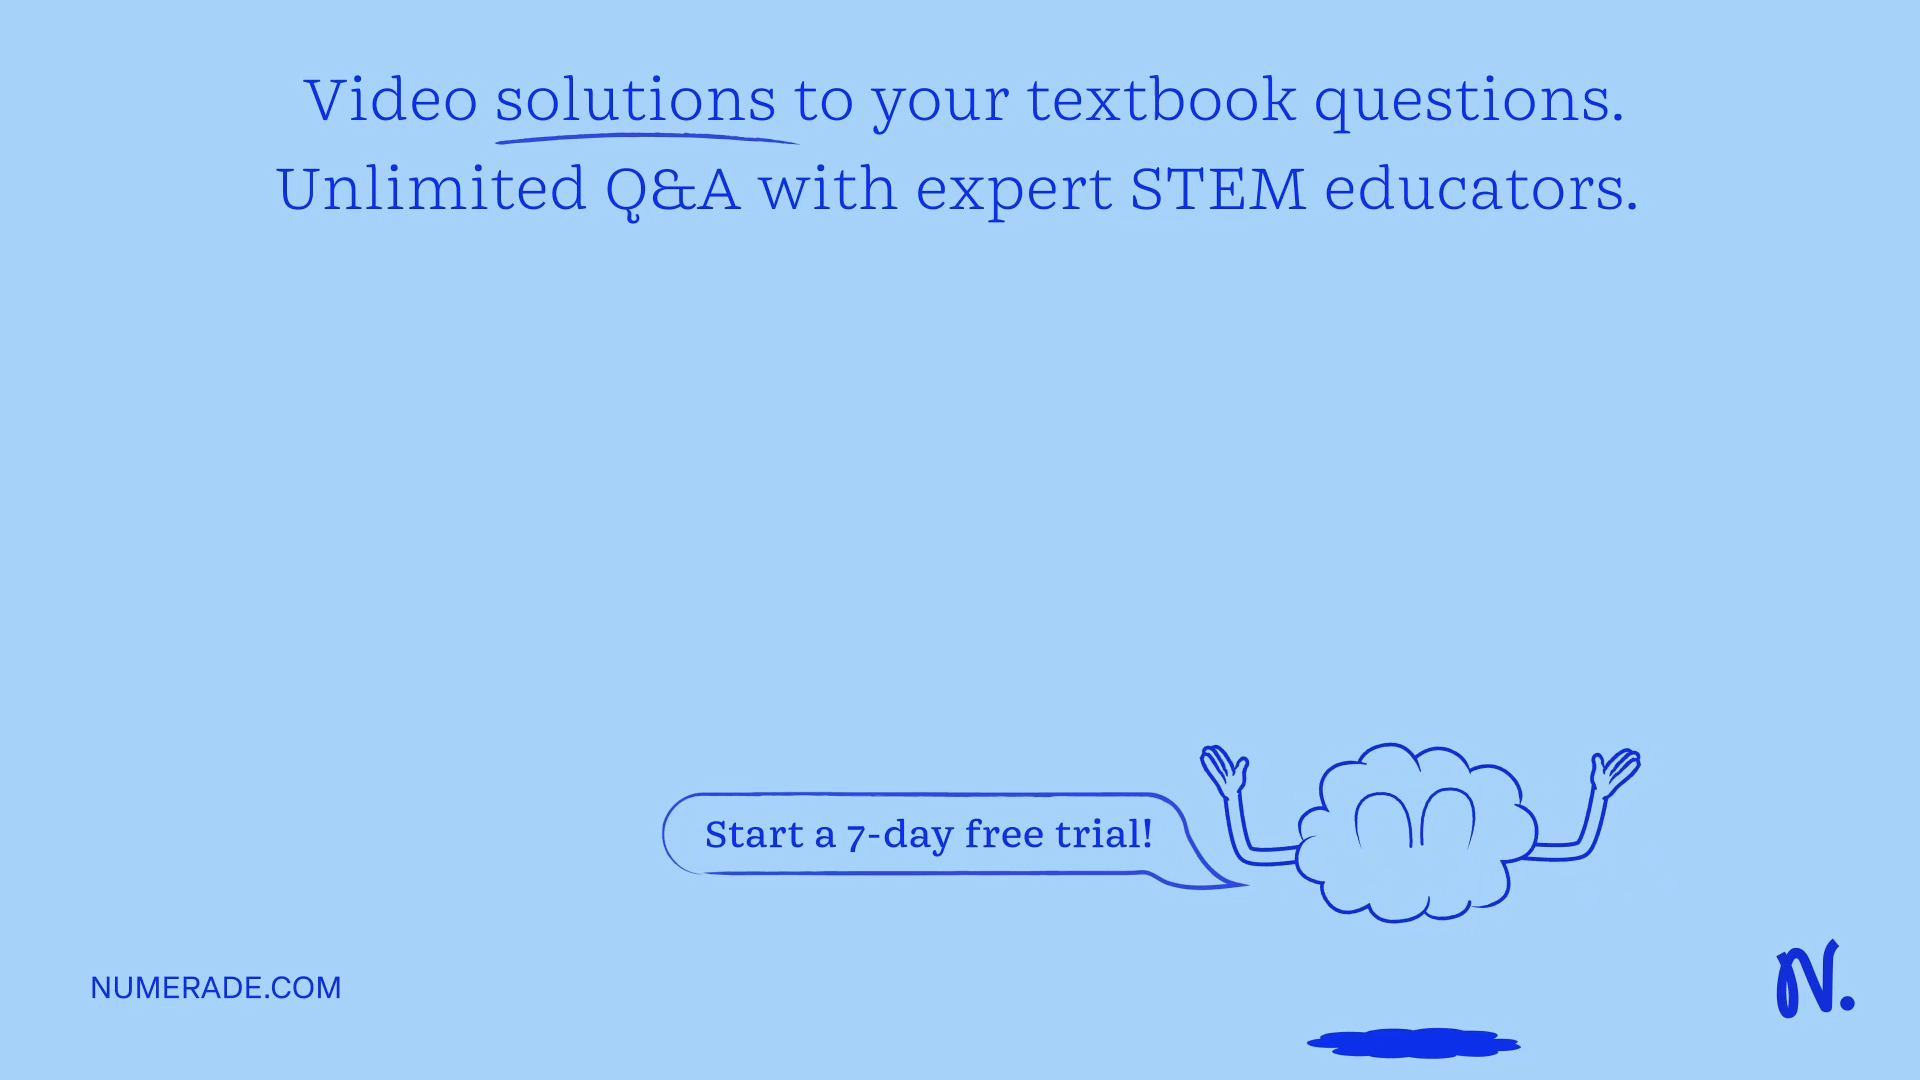 Video solutions to your textbook questions.
Unlimited Q&A with expert STEM educators.
Start a 7-day free trial!
NUMERADE.COM
N.